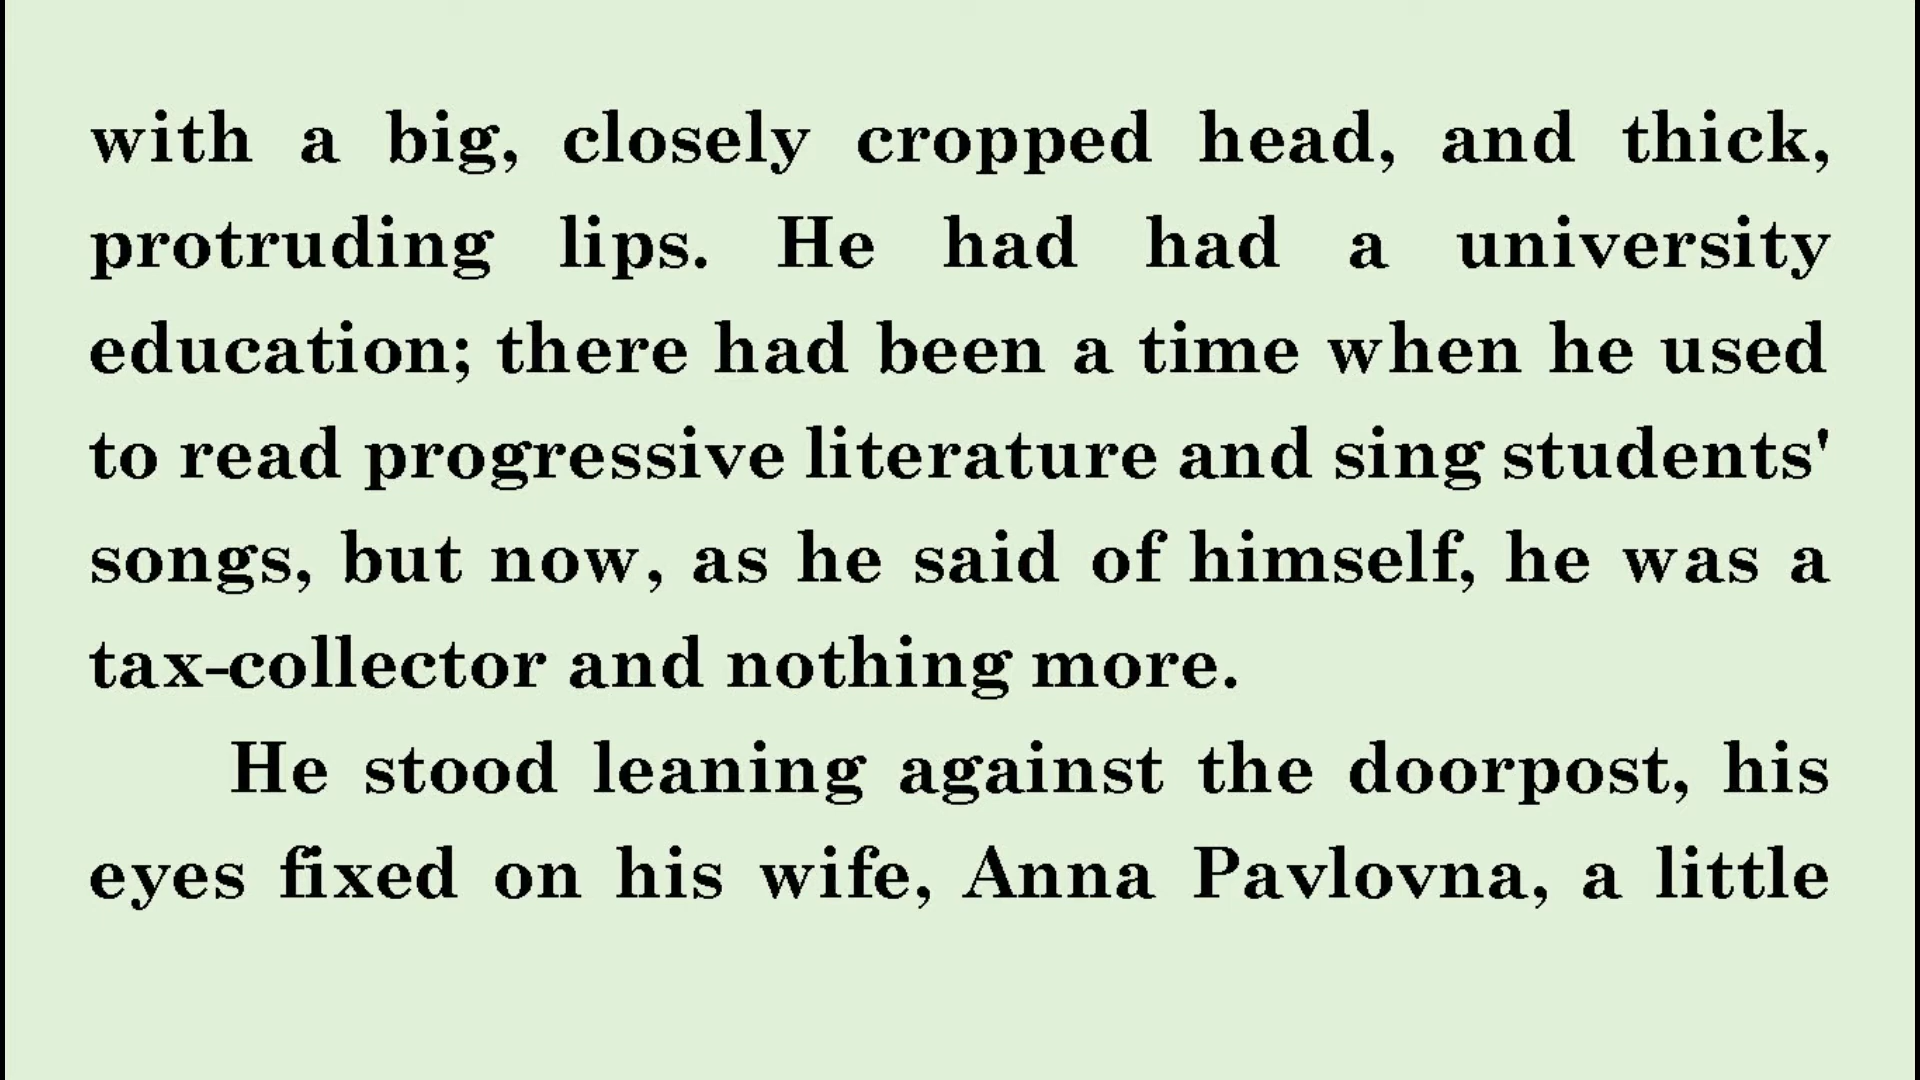 with a big, closely cropped head, and thick,
protruding lips. He had had a university
education; there had been a time when he used
to read progressive literature and sing students'
songs, but now, as he said of himself, he was a
tax-collector and nothing more.
He stood leaning against the doorpost, his
eyes fixed on his wife, Anna Pavlovna, a little